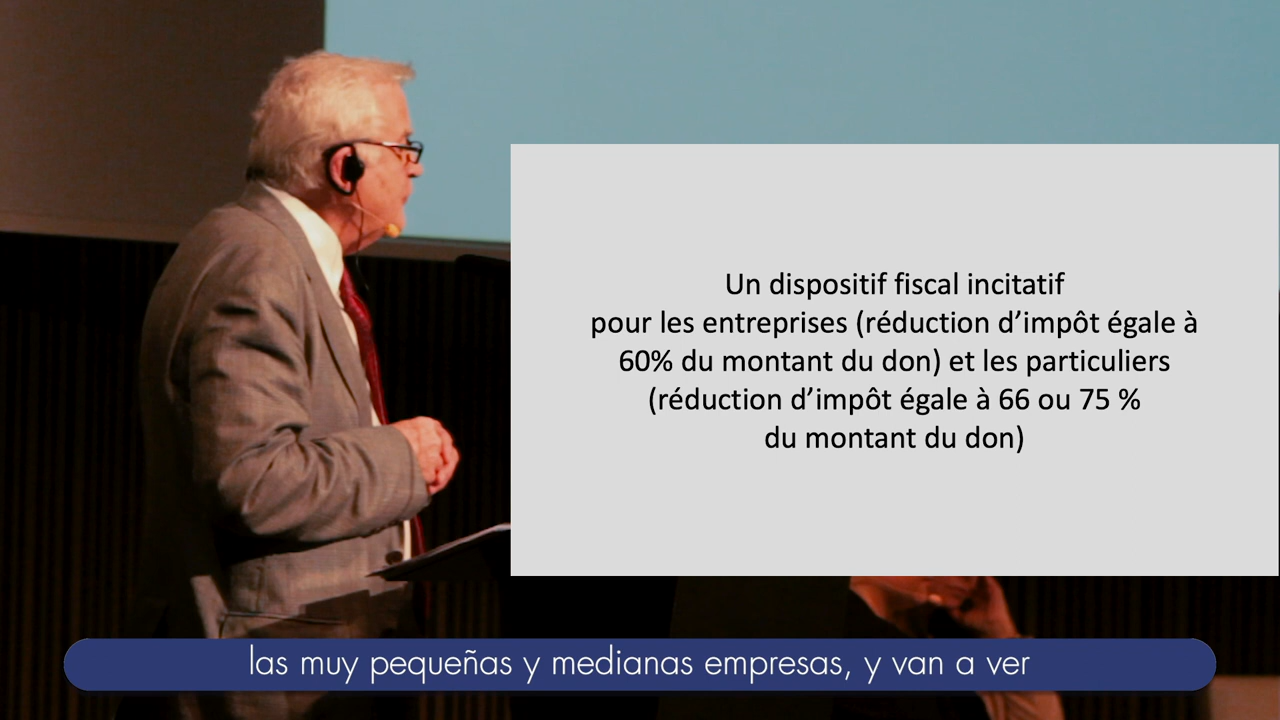 Un dispositif fiscal incitatif
pour les entreprises (réduction d’impôt égale à
60% du montant du don) et les particuliers
(réduction d’impôt égale à 66 ou 75 %
du montant du don)
las muy pequeñas y medianas empresas, y van a ver